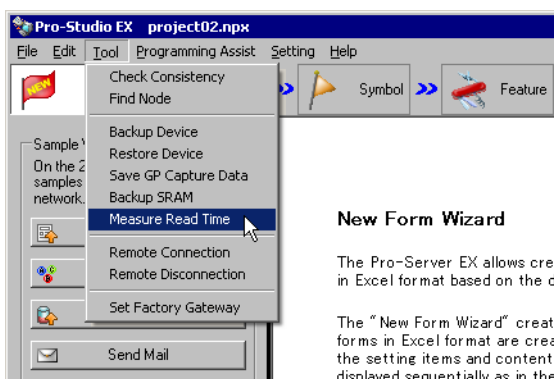 Pro-Studio EX project02.npx
File Edit Tool Programming Assist Setting Help
NEW
Symbol
Feature
Check Consistency
Find Node
Backup Device
Restore Device
Save GP Capture Data
Backup SRAM
Measure Read Time
Remote Connection
Remote Disconnection
Set Factory Gateway
Sample
On the 2
samples
network.
Send Mail
New Form Wizard
The Pro-Server EX allows cre
in Excel format based on the
The "New Form Wizard" creat
forms in Excel format are crea
the setting items and content
displayed sequentially as in the